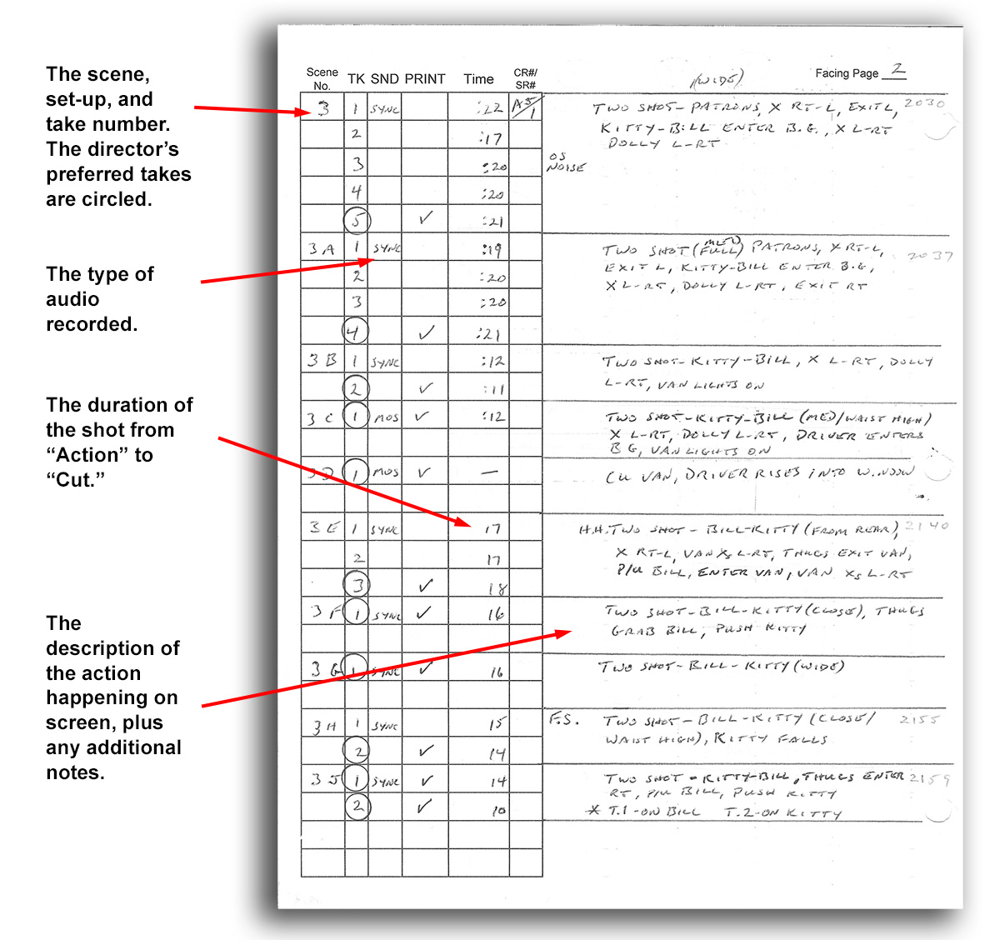 The scene,
set-up, and
take number.
The director's
preferred takes
are circled.
The type of
audio
recorded.
The duration of
the shot from
“Action” to
“Cut.”
The
description of
the action
happening on
screen, plus
any additional
notes.
Scene No. TK SND PRINT Time CR#/ SR# (WIDE) Facing Page 2
3 1 SYNC :22 A5/1 TWO SHOT-PATRONS, X RT-L, EXIT L, 2030
2 :17 KITTY-BILL ENTER B.G., X L-RT
DOLLY L-RT
3 :20 OS NOISE
4 :20
5 ✓ :21
3A 1 SYNC :19 TWO SHOT (MED FULL) PATRONS, X RT-L, 2037
EXIT L, KITTY-BILL ENTER B.G,
2 :20 X L-RT, DOLLY L-RT, EXIT RT
3 :20
4 ✓ :21
3B 1 SYNC :12 TWO SHOT-KITTY-BILL, X L-RT, DOLLY
2 ✓ :11 L-RT, VAN LIGHTS ON
3C 1 MOS ✓ :12 TWO SHOT-KITTY-BILL (MED/WAIST HIGH)
X L-RT, DOLLY L-RT, DRIVER ENTERS
B G, VAN LIGHTS ON
3D 1 MOS ✓ — CU VAN, DRIVER RISES INTO WINDOW
3E 1 SYNC 17 H.H. TWO SHOT - BILL-KITTY (FROM REAR), 2140
2 17 X RT-L, VAN Xs L-RT, THUGS EXIT VAN,
P/U BILL, ENTER VAN, VAN Xs L-RT
3 ✓ 18
3F 1 SYNC ✓ 16 TWO SHOT-BILL-KITTY (CLOSE), THUGS
GRAB BILL, PUSH KITTY
3G 1 SYNC ✓ 16 TWO SHOT-BILL-KITTY (WIDE)
3H 1 SYNC 15 F.S. TWO SHOT-BILL-KITTY (CLOSE/ 2155
2 ✓ 14 WAIST HIGH), KITTY FALLS
3J 1 SYNC ✓ 14 TWO SHOT-KITTY-BILL, THUGS ENTER 2159
RT, P/U BILL, PUSH KITTY
2 ✓ 10 * T.1-ON BILL T.2-ON KITTY